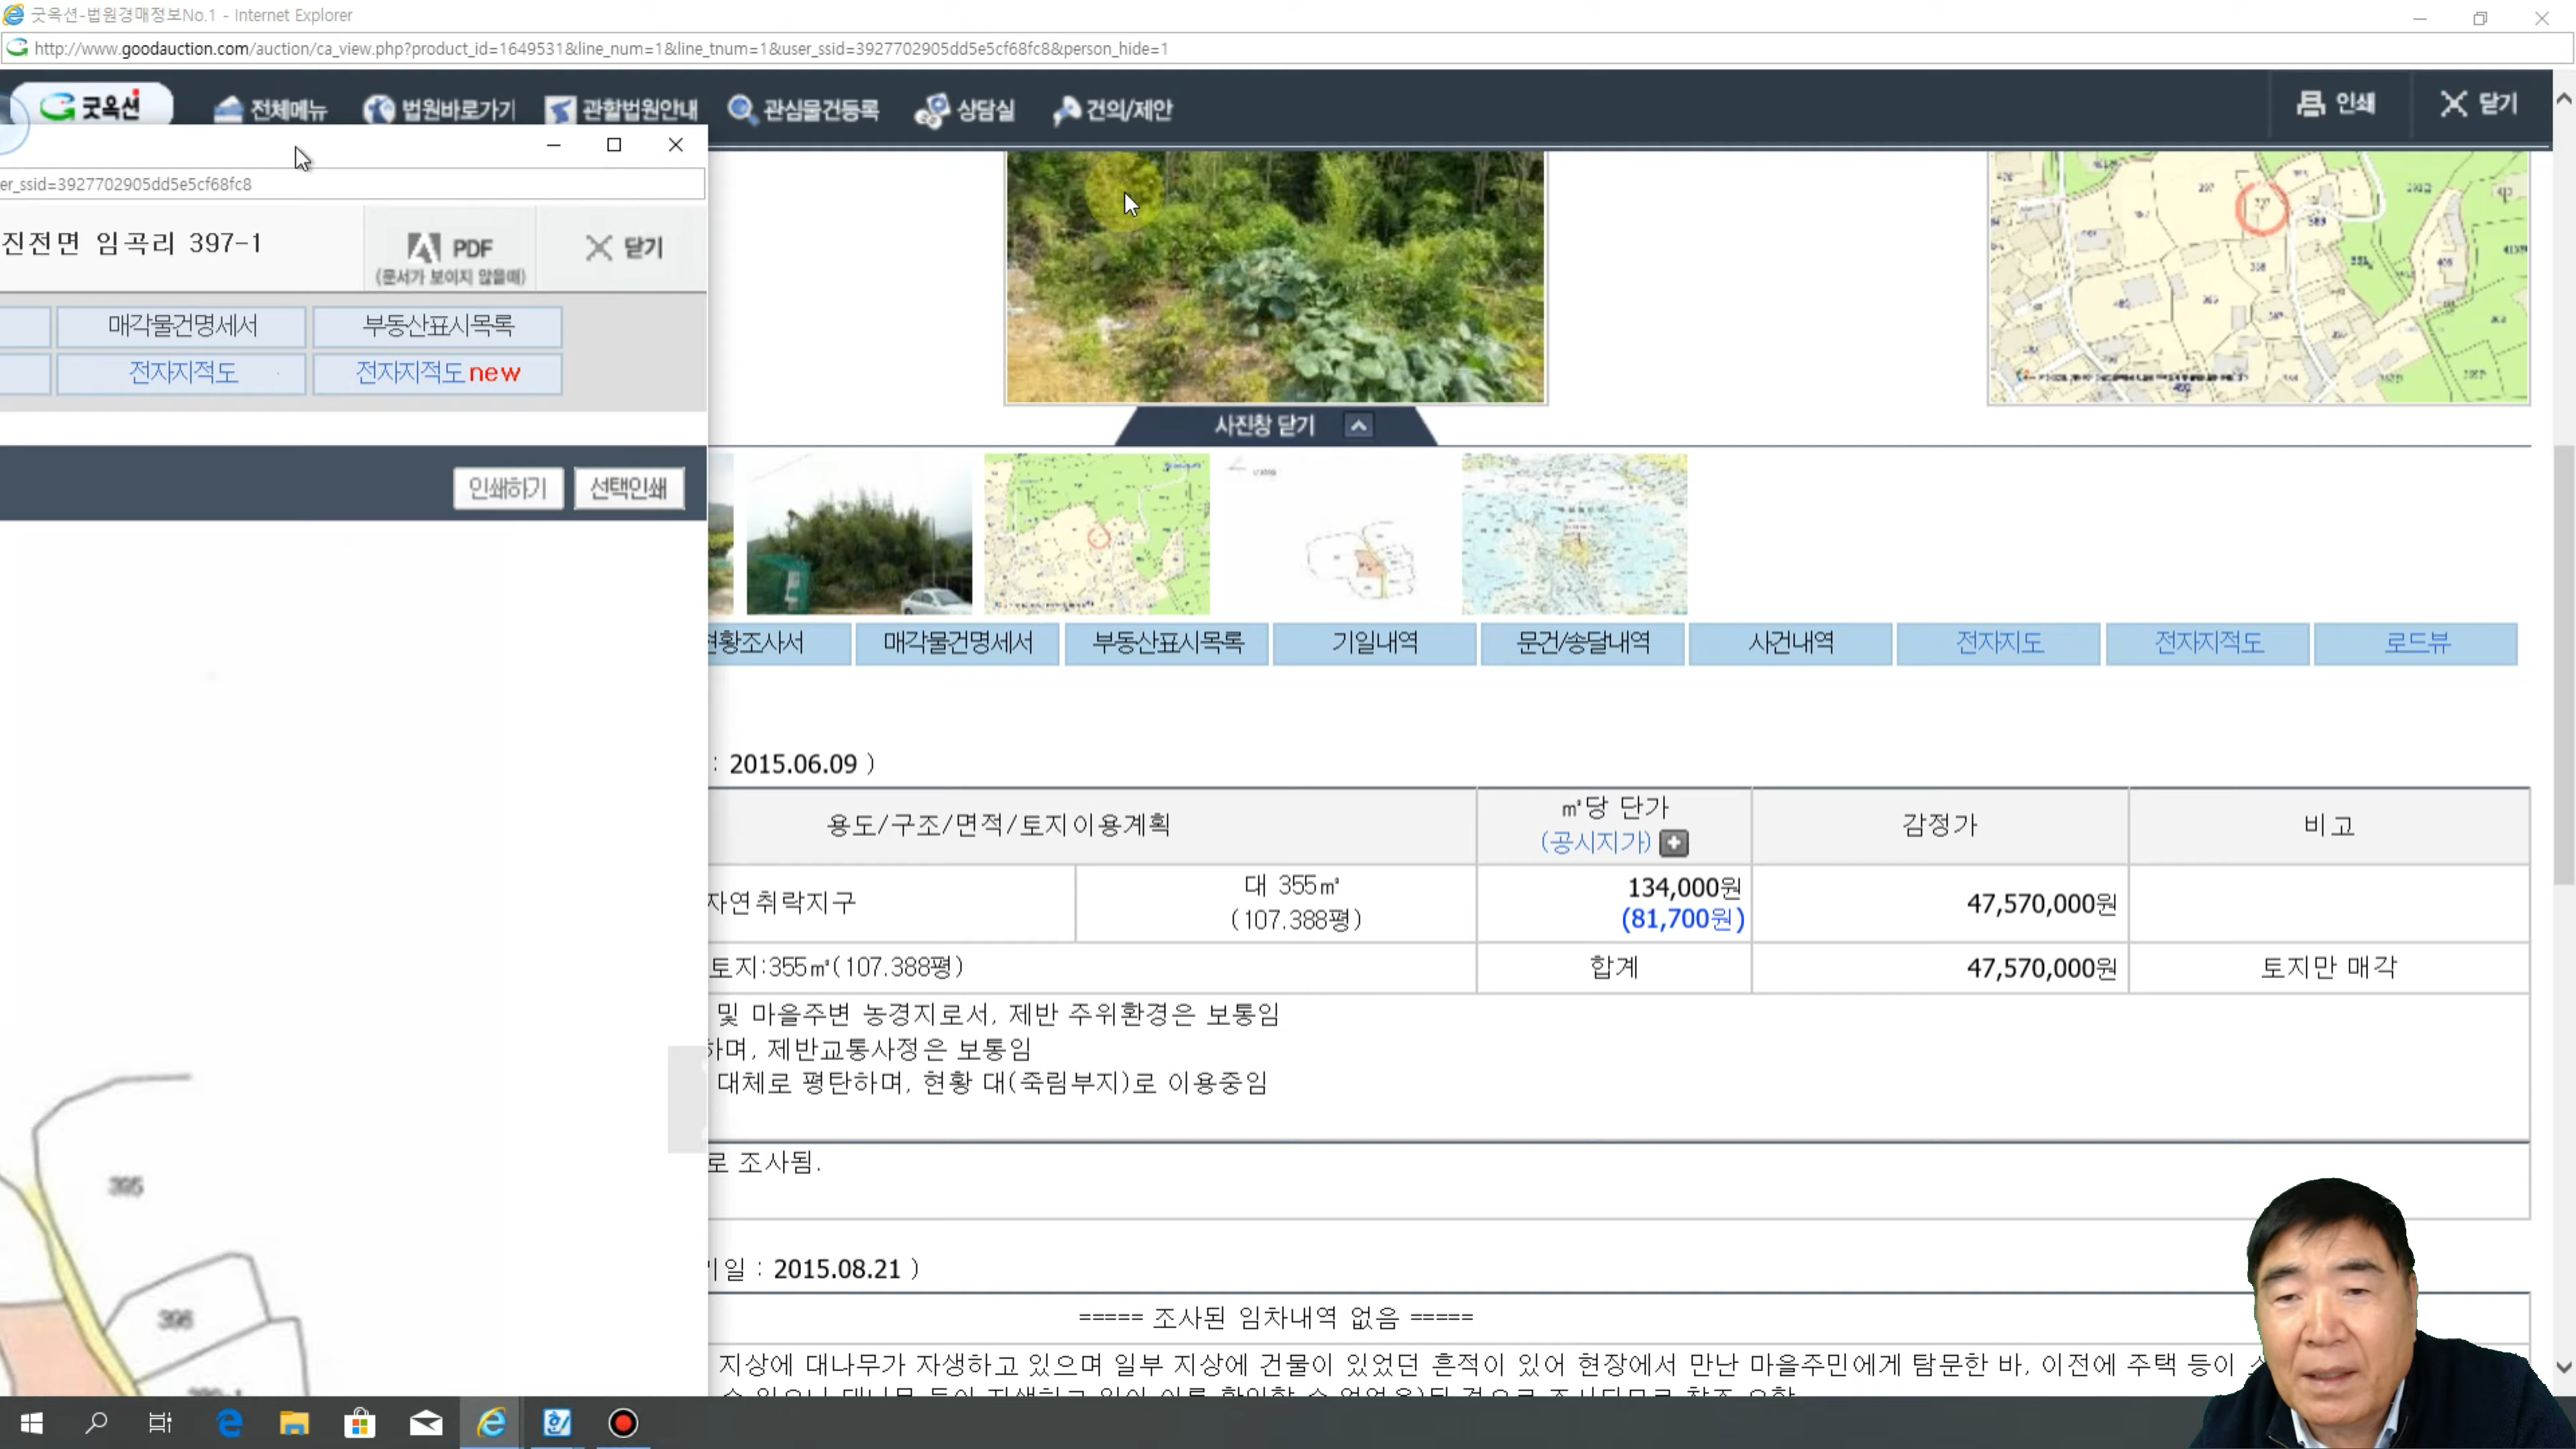 굿옥션-법원경매정보No.1 - Internet Explorer
http://www.goodauction.com/auction/ca_view.php?product_id=1649531&line_num=1&line_tnum=1&user_ssid=3927702905dd5e5cf68fc8&person_hide=1
굿옥션 전체메뉴 법원바로가기 관할법원안내 관심물건등록 상담실 건의/제안 인쇄 닫기
er_ssid=3927702905dd5e5cf68fc8
진전면 임곡리 397-1
PDF
(문서가 보이지 않을때)
닫기
매각물건명세서 부동산표시목록
전자지적도 전자지적도 new
인쇄하기 선택인쇄
395
396
사진창 닫기
현황조사서 매각물건명세서 부동산표시목록 기일내역 문건/송달내역 사건내역 전자지도 전자지적도 로드뷰
: 2015.06.09 )
용도/구조/면적/토지이용계획 ㎡당 단가 감정가 비고
(공시지가)
자연취락지구 대 355㎡ 134,000원 47,570,000원
(107.388평) (81,700원)
토지:355㎡(107.388평) 합계 47,570,000원 토지만 매각
및 마을주변 농경지로서, 제반 주위환경은 보통임
하며, 제반교통사정은 보통임
대체로 평탄하며, 현황 대(죽림부지)로 이용중임
로 조사됨.
기일 : 2015.08.21 )
===== 조사된 임차내역 없음 =====
지상에 대나무가 자생하고 있으며 일부 지상에 건물이 있었던 흔적이 있어 현장에서 만난 마을주민에게 탐문한 바, 이전에 주택 등이